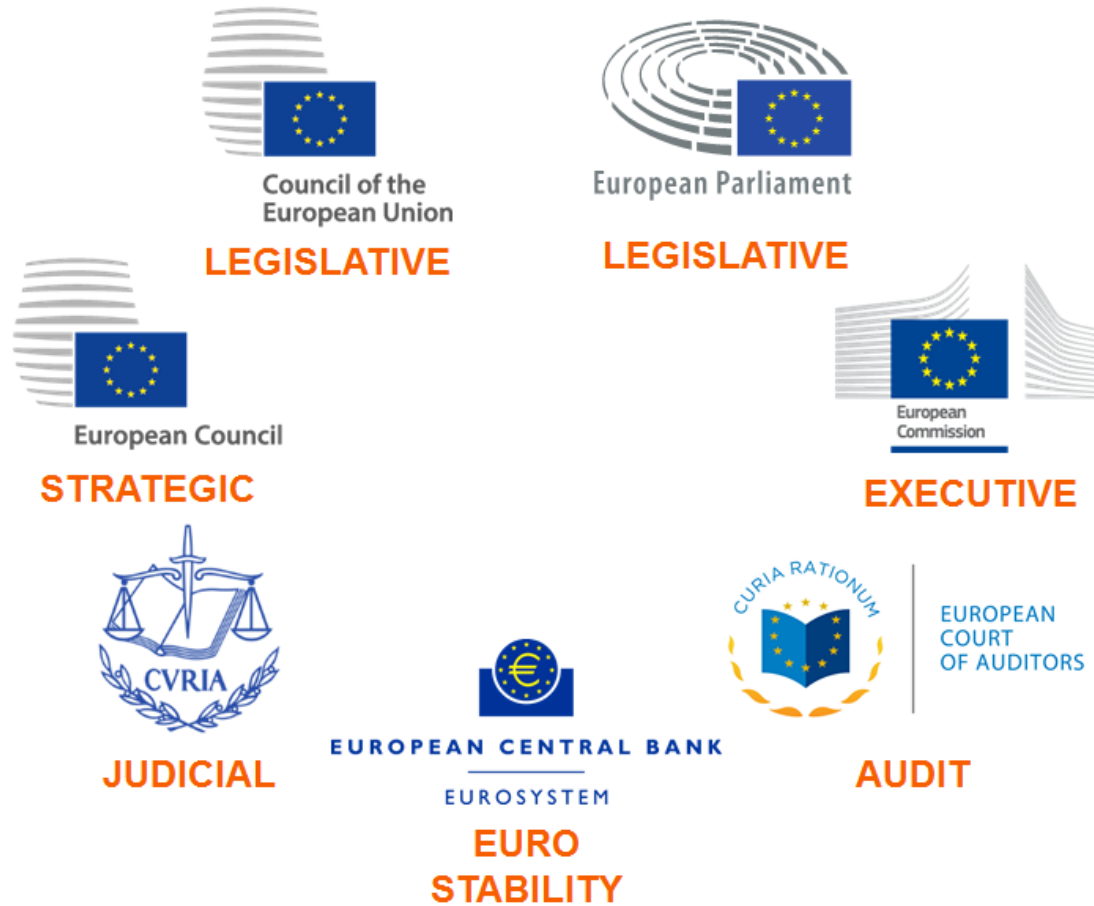 Council of the
European Union
LEGISLATIVE
European Parliament
LEGISLATIVE
European Council
STRATEGIC
European
Commission
EXECUTIVE
CVRIA
JUDICIAL
€
EUROPEAN CENTRAL BANK
EUROSYSTEM
EURO
STABILITY
CURIA RATIONUM
EUROPEAN
COURT
OF AUDITORS
AUDIT